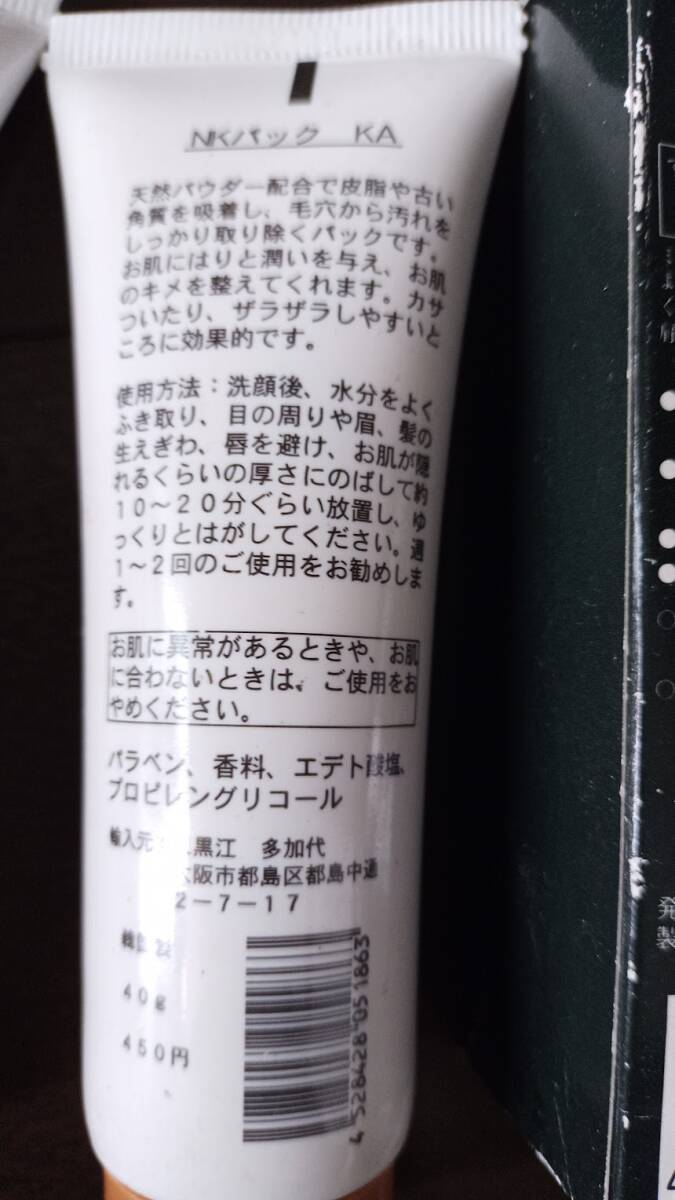 NKパック KA
天然パウダー配合で皮脂や古い
角質を吸着し、毛穴から汚れを
しっかり取り除くパックです。
お肌にはりと潤いを与え、お肌
のキメを整えてくれます。カサ
ついたり、ザラザラしやすいと
ころに効果的です。
使用方法：洗顔後、水分をよく
ふき取り、目の周りや眉、髪の
生えぎわ、唇を避け、お肌が隠
れるくらいの厚さにのばして約
10～20分ぐらい放置し、ゆ
っくりとはがしてください。週
1～2回のご使用をお勧めしま
す。
お肌に異常があるときや、お肌
に合わないときは、ご使用をお
やめください。
パラベン、香料、エデト酸塩、
プロピレングリコール
輸入元 黒江 多加代
大阪市都島区都島中通
2-7-17
韓国製
40g
450円
4528428051863
発
製